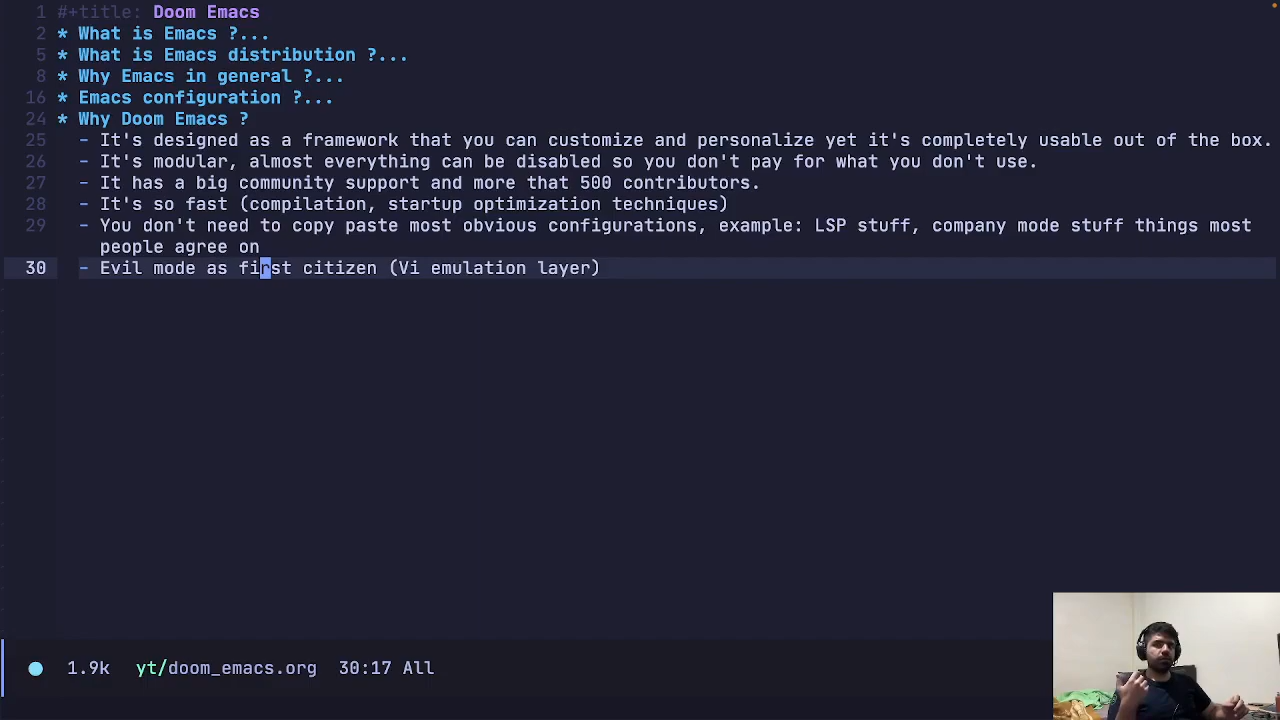 1 #+title: Doom Emacs
2 * What is Emacs ?...
5 * What is Emacs distribution ?...
8 * Why Emacs in general ?...
16 * Emacs configuration ?...
24 * Why Doom Emacs ?
25 - It's designed as a framework that you can customize and personalize yet it's completely usable out of the box.
26 - It's modular, almost everything can be disabled so you don't pay for what you don't use.
27 - It has a big community support and more that 500 contributors.
28 - It's so fast (compilation, startup optimization techniques)
29 - You don't need to copy paste most obvious configurations, example: LSP stuff, company mode stuff things most
people agree on
30 - Evil mode as first citizen (Vi emulation layer)
1.9k yt/doom_emacs.org 30:17 All